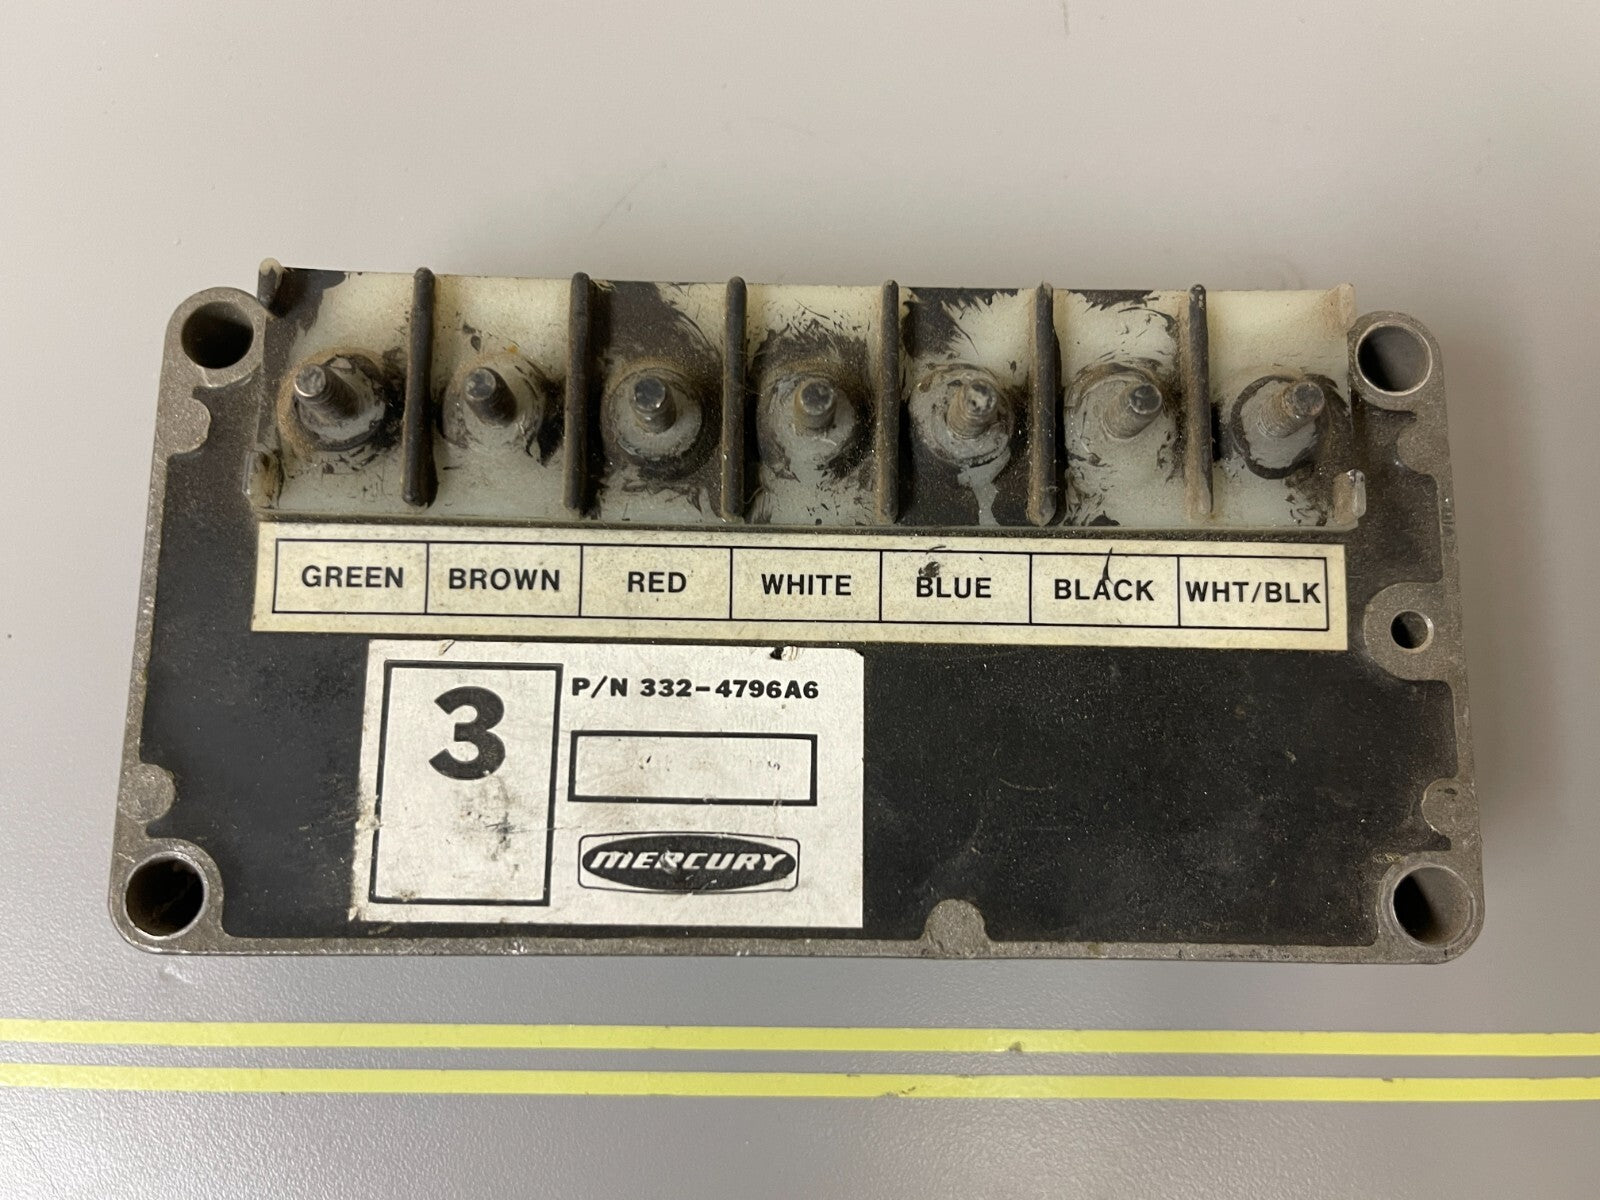 GREEN BROWN RED WHITE BLUE BLACK WHT/BLK
3
P/N 332-4796A6
MERCURY